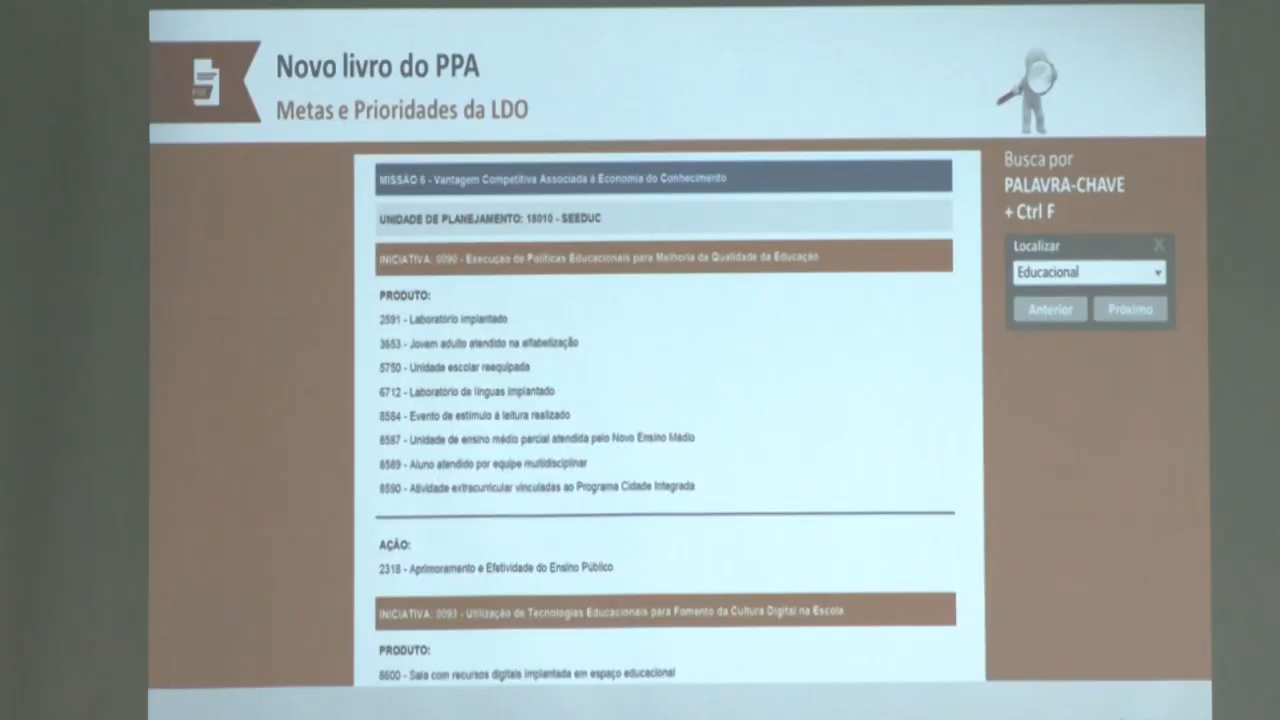 Novo livro do PPA
Metas e Prioridades da LDO
MISSÃO 6 - Vantagem Competitiva Associada à Economia do Conhecimento
UNIDADE DE PLANEJAMENTO: 18010 - SEEDUC
INICIATIVA: 0090 - Execução de Políticas Educacionais para Melhoria da Qualidade da Educação
PRODUTO:
2591 - Laboratório implantado
3653 - Jovem adulto atendido na alfabetização
5750 - Unidade escolar reequipada
6712 - Laboratório de línguas implantado
8584 - Evento de estímulo à leitura realizado
8587 - Unidade de ensino médio parcial atendida pelo Novo Ensino Médio
8589 - Aluno atendido por equipe multidisciplinar
8590 - Atividade extracurricular vinculadas ao Programa Cidade Integrada
AÇÃO:
2318 - Aprimoramento e Efetividade do Ensino Público
INICIATIVA: 0093 - Utilização de Tecnologias Educacionais para Fomento da Cultura Digital na Escola
PRODUTO:
8600 - Sala com recursos digitais implantada em espaço educacional
Busca por
PALAVRA-CHAVE
+ Ctrl F
Localizar X
Educacional
Anterior Próximo